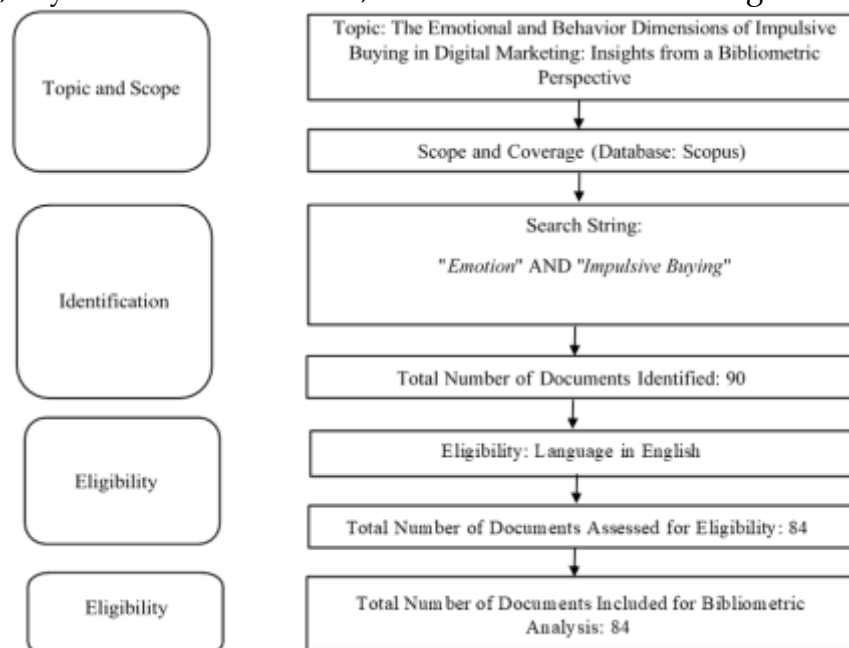 Topic and Scope
Topic: The Emotional and Behavior Dimensions of Impulsive
Buying in Digital Marketing: Insights from a Bibliometric
Perspective
Scope and Coverage (Database: Scopus)
Identification
Search String:
"Emotion" AND "Impulsive Buying"
Total Number of Documents Identified: 90
Eligibility
Eligibility: Language in English
Total Number of Documents Assessed for Eligibility: 84
Eligibility
Total Number of Documents Included for Bibliometric
Analysis: 84